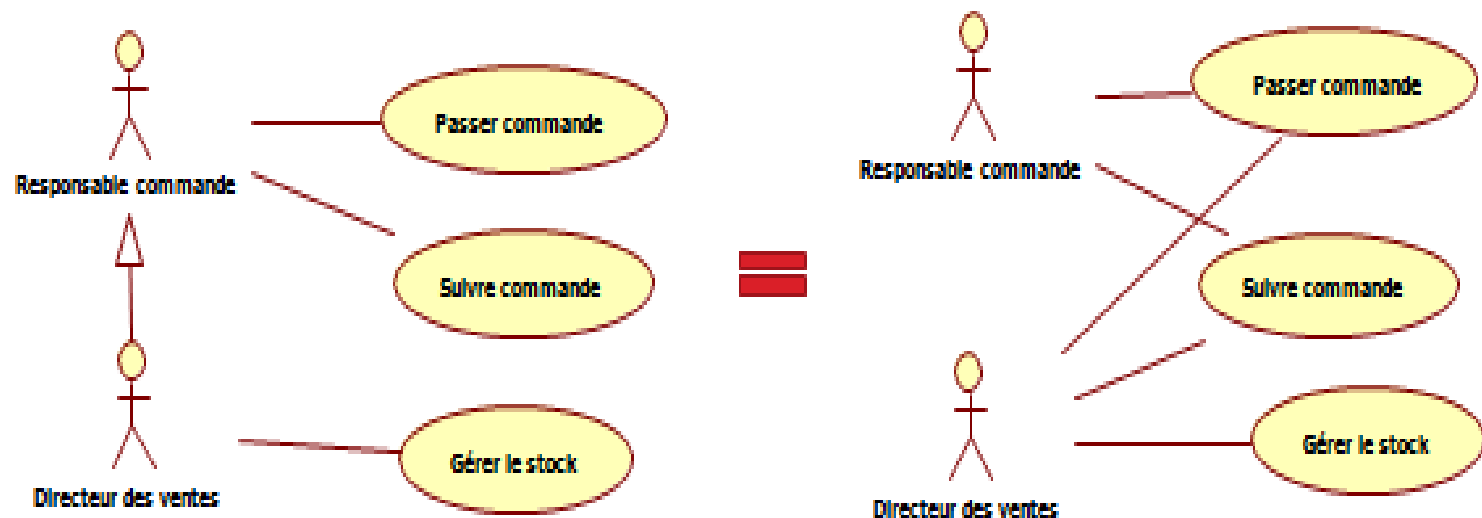 Passer commande
Responsable commande
Suivre commande
Gérer le stock
Directeur des ventes
Passer commande
Responsable commande
Suivre commande
Gérer le stock
Directeur des ventes